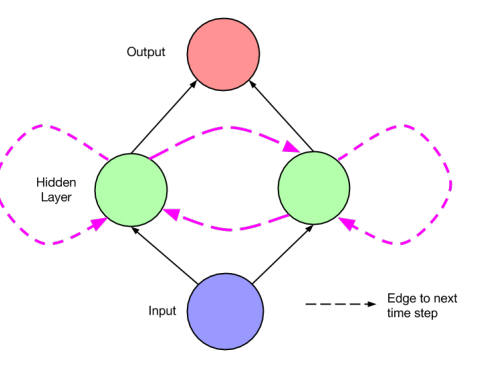 Output
Hidden
Layer
Input
Edge to next
time step